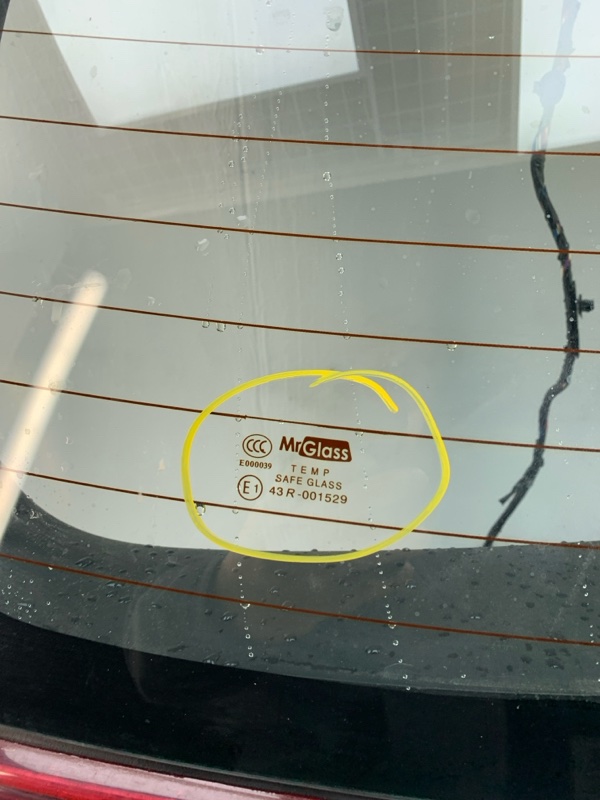 CCC MrGlass
E000039
TEMP
SAFE GLASS
E1 43R-001529